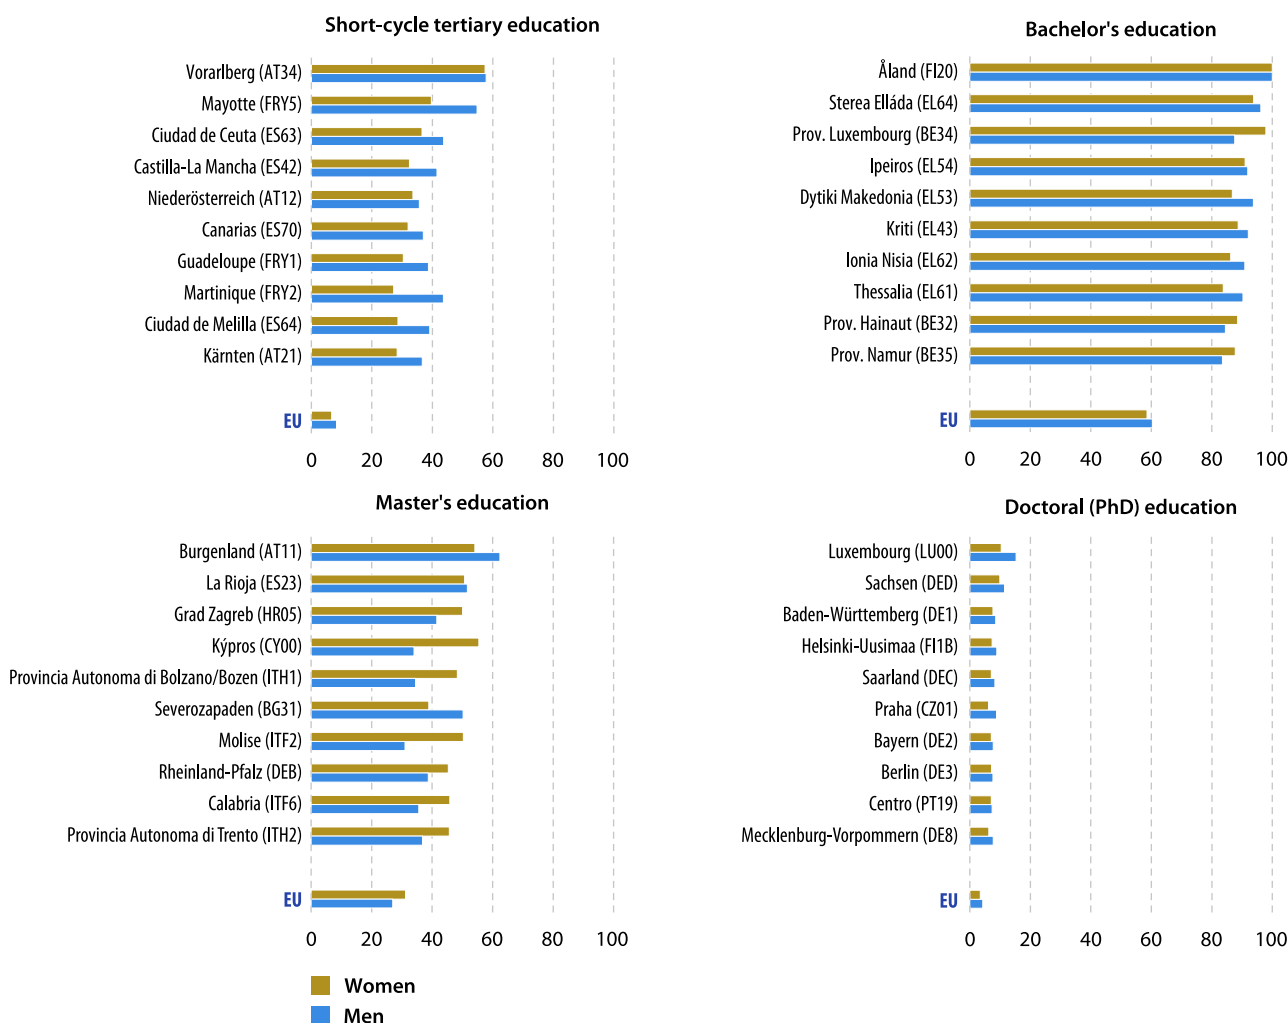 Short-cycle tertiary education
Vorarlberg (AT34)
Mayotte (FRY5)
Ciudad de Ceuta (ES63)
Castilla-La Mancha (ES42)
Niederösterreich (AT12)
Canarias (ES70)
Guadeloupe (FRY1)
Martinique (FRY2)
Ciudad de Melilla (ES64)
Kärnten (AT21)
EU
0 20 40 60 80 100
Bachelor's education
Åland (FI20)
Sterea Elláda (EL64)
Prov. Luxembourg (BE34)
Ipeiros (EL54)
Dytiki Makedonia (EL53)
Kriti (EL43)
Ionia Nisia (EL62)
Thessalia (EL61)
Prov. Hainaut (BE32)
Prov. Namur (BE35)
EU
0 20 40 60 80 100
Master's education
Burgenland (AT11)
La Rioja (ES23)
Grad Zagreb (HR05)
Kýpros (CY00)
Provincia Autonoma di Bolzano/Bozen (ITH1)
Severozapaden (BG31)
Molise (ITF2)
Rheinland-Pfalz (DEB)
Calabria (ITF6)
Provincia Autonoma di Trento (ITH2)
EU
0 20 40 60 80 100
Doctoral (PhD) education
Luxembourg (LU00)
Sachsen (DED)
Baden-Württemberg (DE1)
Helsinki-Uusimaa (FI1B)
Saarland (DEC)
Praha (CZ01)
Bayern (DE2)
Berlin (DE3)
Centro (PT19)
Mecklenburg-Vorpommern (DE8)
EU
0 20 40 60 80 100
Women
Men